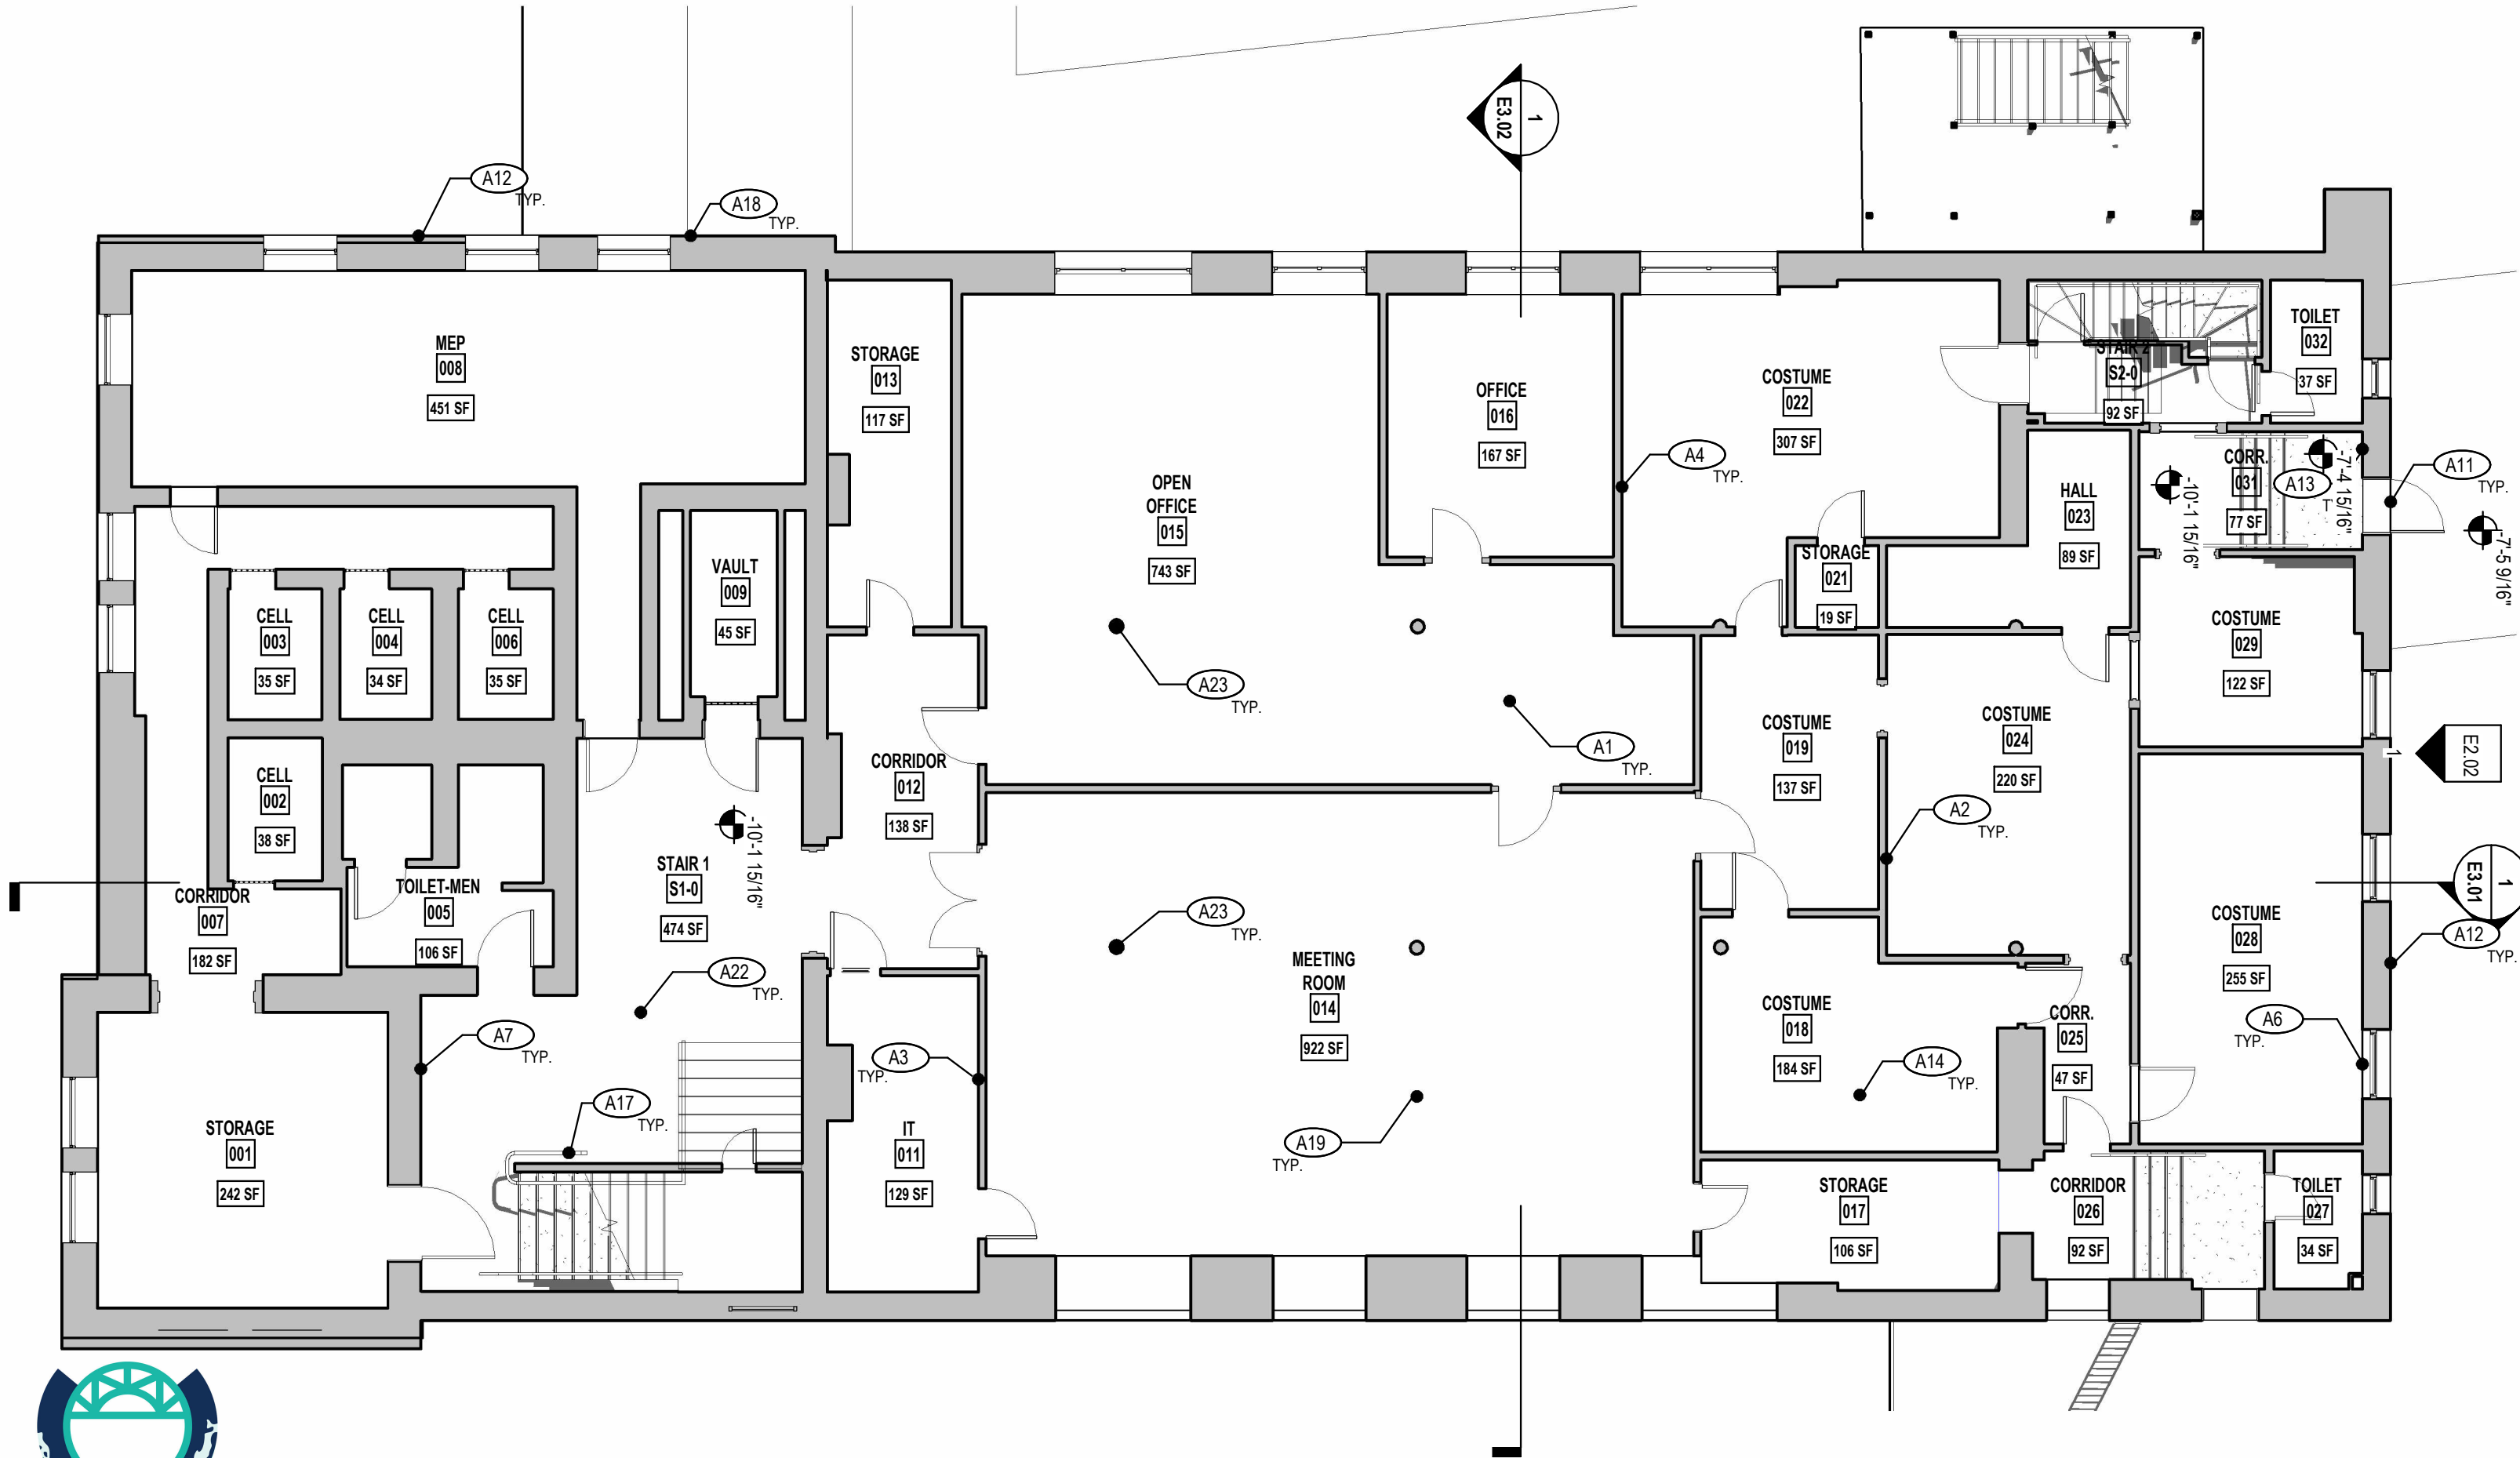 1
E3.02
A12
TYP.
A18
TYP.
MEP
008
451 SF
STORAGE
013
117 SF
OPEN
OFFICE
015
743 SF
OFFICE
016
167 SF
COSTUME
022
307 SF
A4
TYP.
STAIR 2
S2-0
92 SF
TOILET
032
37 SF
HALL
023
89 SF
CORR.
031
77 SF
A13
-7'-4 15/16"
-10'-1 15/16"
A11
TYP.
-7'-5 9/16"
STORAGE
021
19 SF
VAULT
009
45 SF
CELL
003
35 SF
CELL
004
34 SF
CELL
006
35 SF
A23
TYP.
A1
TYP.
COSTUME
029
122 SF
COSTUME
019
137 SF
COSTUME
024
220 SF
A2
TYP.
1
E2.02
CELL
002
38 SF
CORRIDOR
012
138 SF
-10'-1 15/16"
STAIR 1
S1-0
474 SF
TOILET-MEN
005
106 SF
CORRIDOR
007
182 SF
A22
TYP.
A23
TYP.
MEETING
ROOM
014
922 SF
1
E3.01
A12
TYP.
COSTUME
028
255 SF
A6
TYP.
COSTUME
018
184 SF
A14
TYP.
CORR.
025
47 SF
A7
TYP.
A3
TYP.
A17
TYP.
IT
011
129 SF
A19
TYP.
STORAGE
001
242 SF
STORAGE
017
106 SF
CORRIDOR
026
92 SF
TOILET
027
34 SF